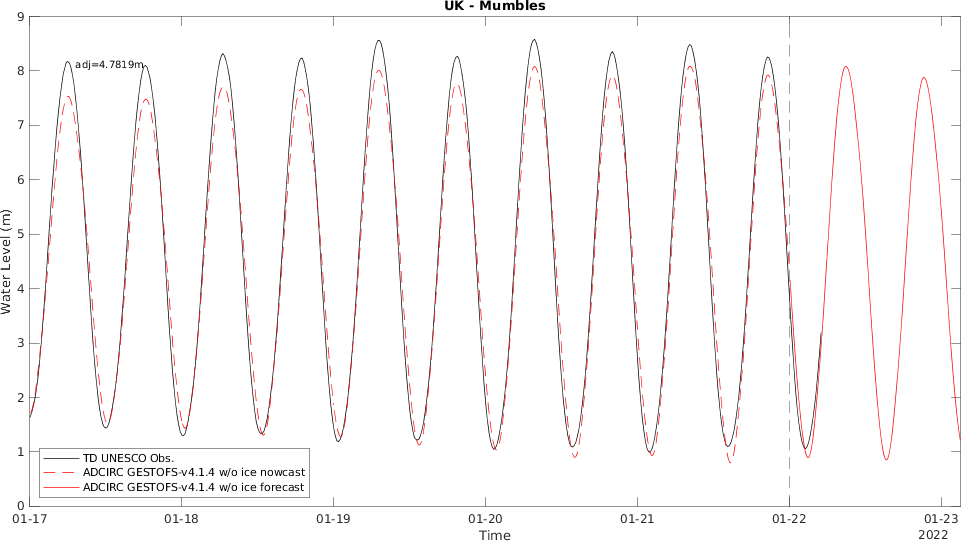 UK - Mumbles
9
8
7
6
5
4
3
2
1
0
Water Level (m)
adj=4.7819m
TD UNESCO Obs.
ADCIRC GESTOFS-v4.1.4 w/o ice nowcast
ADCIRC GESTOFS-v4.1.4 w/o ice forecast
01-17 01-18 01-19 01-20 01-21 01-22 01-23
Time
2022